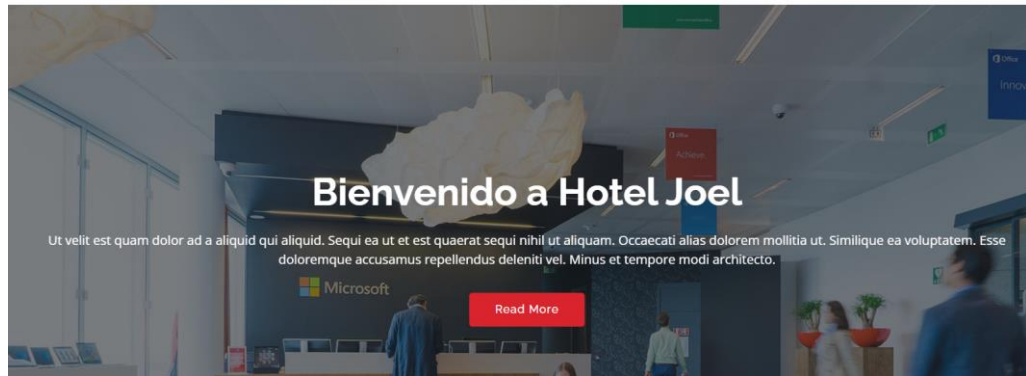 Office
Innov
Office
Achieve
Bienvenido a Hotel Joel
Ut velit est quam dolor ad a aliquid qui aliquid. Sequi ea ut et est quaerat sequi nihil ut aliquam. Occaecati alias dolorem mollitia ut. Similique ea voluptatem. Esse
doloremque accusamus repellendus deleniti vel. Minus et tempore modi architecto.
Microsoft
Read More